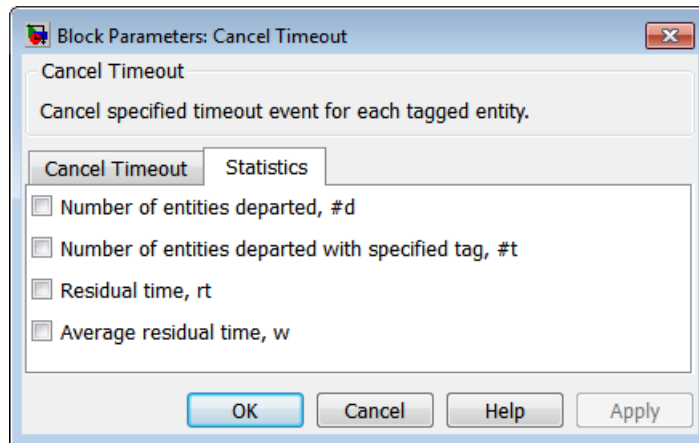 Block Parameters: Cancel Timeout
Cancel Timeout
Cancel specified timeout event for each tagged entity.
Cancel Timeout Statistics
Number of entities departed, #d
Number of entities departed with specified tag, #t
Residual time, rt
Average residual time, w
OK Cancel Help Apply